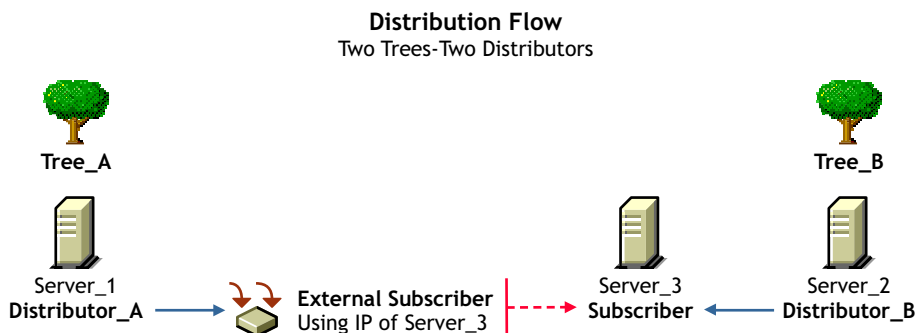 Distribution Flow
Two Trees-Two Distributors
Tree_A
Tree_B
Server_1
Distributor_A
External Subscriber
Using IP of Server_3
Server_3
Subscriber
Server_2
Distributor_B